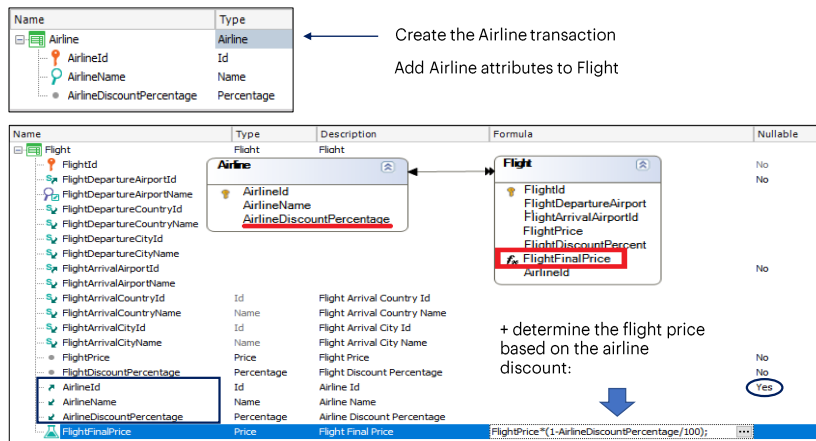 Name Type
Airline Airline
AirlineId Id
AirlineName Name
AirlineDiscountPercentage Percentage
Create the Airline transaction
Add Airline attributes to Flight
Name Type Description Formula Nullable
Flight Flight Flight
FlightId No
FlightDepartureAirportId No
FlightDepartureAirportName
FlightDepartureCountryId
FlightDepartureCountryName
FlightDepartureCityId
FlightDepartureCityName
FlightArrivalAirportId No
FlightArrivalAirportName
FlightArrivalCountryId Id Flight Arrival Country Id
FlightArrivalCountryName Name Flight Arrival Country Name
FlightArrivalCityId Id Flight Arrival City Id
FlightArrivalCityName Name Flight Arrival City Name
FlightPrice Price Flight Price No
FlightDiscountPercentage Percentage Flight Discount Percentage No
AirlineId Id Airline Id Yes
AirlineName Name Airline Name
AirlineDiscountPercentage Percentage Airline Discount Percentage
FlightFinalPrice Price Flight Final Price FlightPrice*(1-AirlineDiscountPercentage/100); ...
Airline
AirlineId
AirlineName
AirlineDiscountPercentage
Flight
FlightId
FlightDepartureAirport
FlightArrivalAirportId
FlightPrice
FlightDiscountPercent
fx FlightFinalPrice
AirlineId
+ determine the flight price
based on the airline
discount: